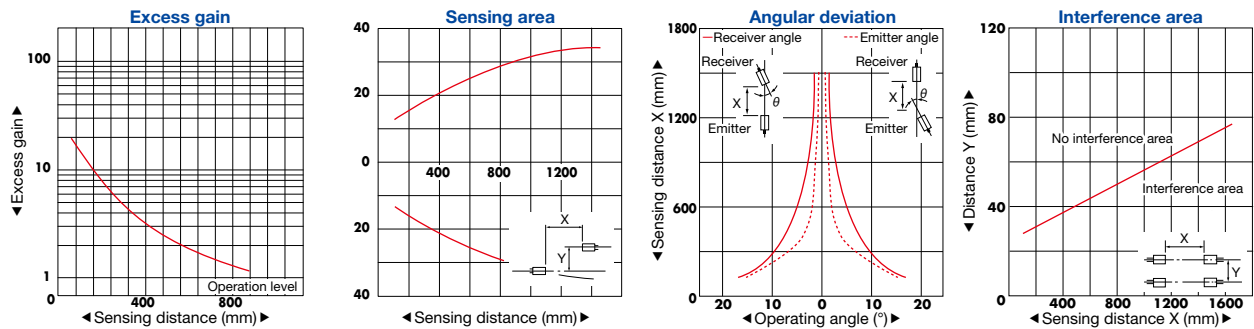 Excess gain
100
10
1
0
400
800
Operation level
◄Excess gain►
◄Sensing distance (mm)►
Sensing area
40
20
0
20
40
400
800
1200
X
Y
◄Sensing distance (mm)►
Angular deviation
1800
1200
600
0
Receiver angle
Emitter angle
Receiver
X
θ
Emitter
Receiver
X
θ
Emitter
20
10
0
10
20
◄Sensing distance X (mm)►
◄Operating angle (°)►
Interference area
120
80
40
0
No interference area
Interference area
X
Y
400
800
1200
1600
◄Distance Y (mm)►
◄Sensing distance X (mm)►